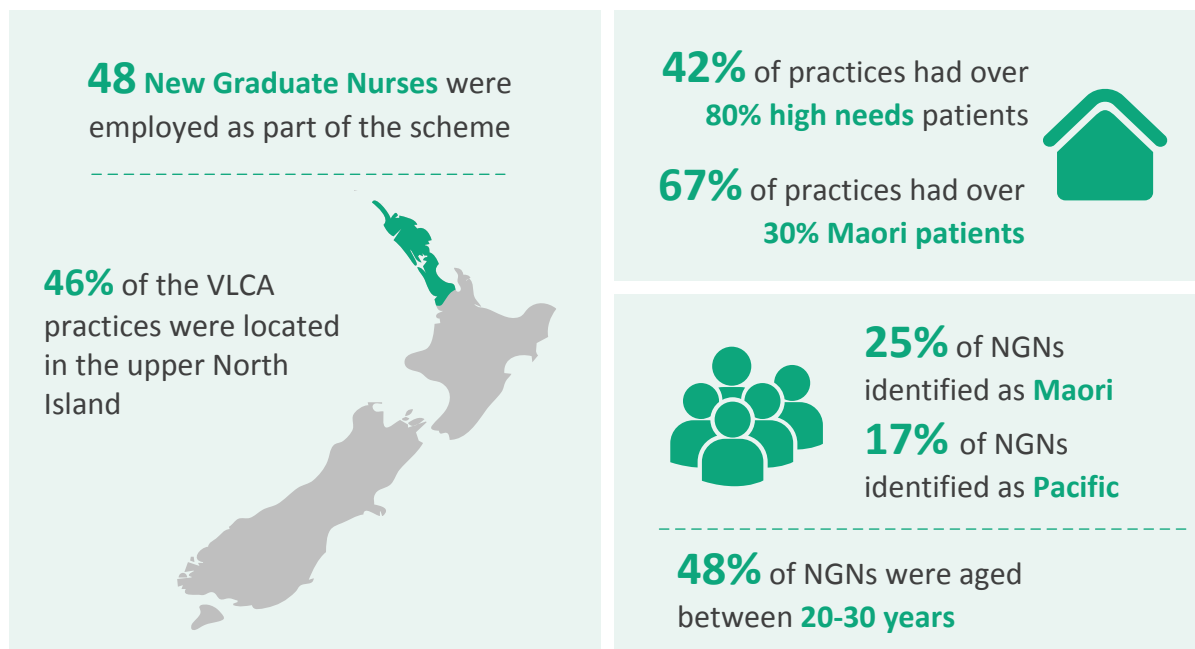 48 New Graduate Nurses were
employed as part of the scheme
46% of the VLCA
practices were located
in the upper North
Island
42% of practices had over
80% high needs patients
67% of practices had over
30% Maori patients
25% of NGNs
identified as Maori
17% of NGNs
identified as Pacific
48% of NGNs were aged
between 20-30 years